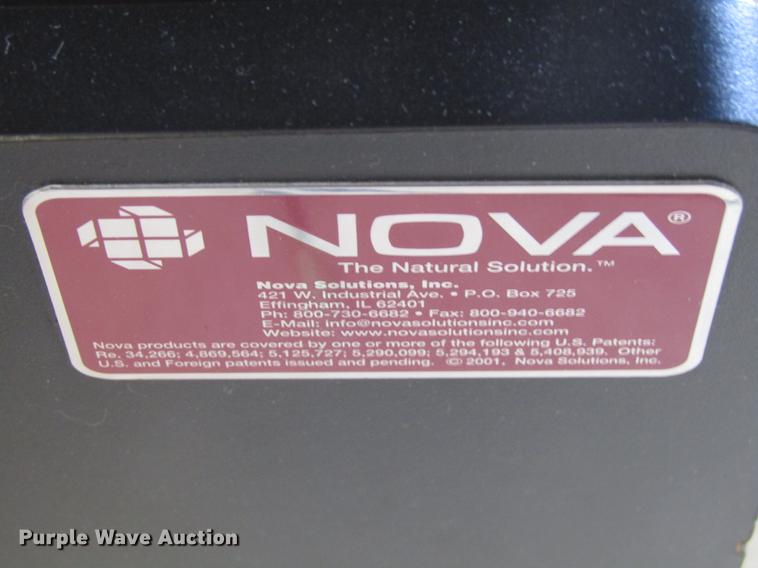 NOVA®
The Natural Solution.™
Nova Solutions, Inc.
421 W. Industrial Ave. • P.O. Box 725
Effingham, IL 62401
Ph: 800-730-6682 • Fax: 800-940-6682
E-Mail: info@novasolutionsinc.com
Website: www.novasolutionsinc.com
Nova products are covered by one or more of the following U.S. Patents:
Re. 34,266; 4,869,564; 5,125,727; 5,290,099; 5,294,193 & 5,408,939. Other
U.S. and Foreign patents issued and pending. © 2001, Nova Solutions, Inc.
Purple Wave Auction